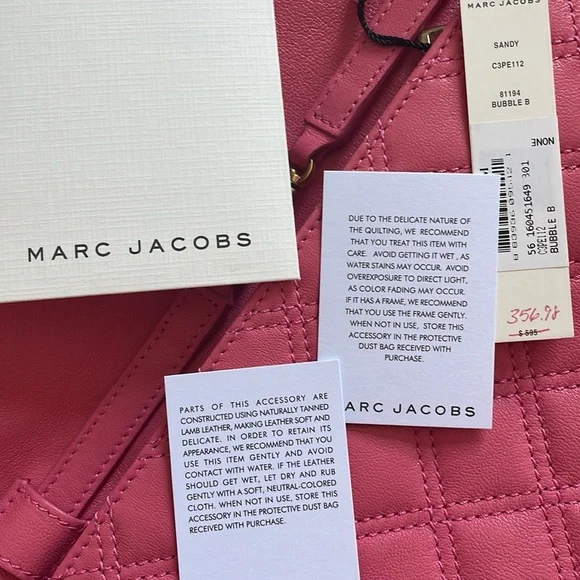 MARC JACOBS
MARC JACOBS
SANDY
C3PE112
81194
BUBBLE B
NONE
56 160451649 301
C3PE112
BUBBLE B
356.98
$ 595
DUE TO THE DELICATE NATURE OF
THE QUILTING, WE RECOMMEND
THAT YOU TREAT THIS ITEM WITH
CARE. AVOID GETTING IT WET , AS
WATER STAINS MAY OCCUR. AVOID
OVEREXPOSURE TO DIRECT LIGHT,
AS COLOR FADING MAY OCCUR.
IF IT HAS A FRAME, WE RECOMMEND
THAT YOU USE THE FRAME GENTLY.
WHEN NOT IN USE, STORE THIS
ACCESSORY IN THE PROTECTIVE
DUST BAG RECEIVED WITH
PURCHASE.
MARC JACOBS
PARTS OF THIS ACCESSORY ARE
CONSTRUCTED USING NATURALLY TANNED
LAMB LEATHER, MAKING LEATHER SOFT AND
DELICATE. IN ORDER TO RETAIN ITS
APPEARANCE, WE RECOMMEND THAT YOU
USE THIS ITEM GENTLY AND AVOID
CONTACT WITH WATER. IF THE LEATHER
SHOULD GET WET, LET DRY AND RUB
GENTLY WITH A SOFT, NEUTRAL-COLORED
CLOTH. WHEN NOT IN USE, STORE THIS
ACCESSORY IN THE PROTECTIVE DUST BAG
RECEIVED WITH PURCHASE.